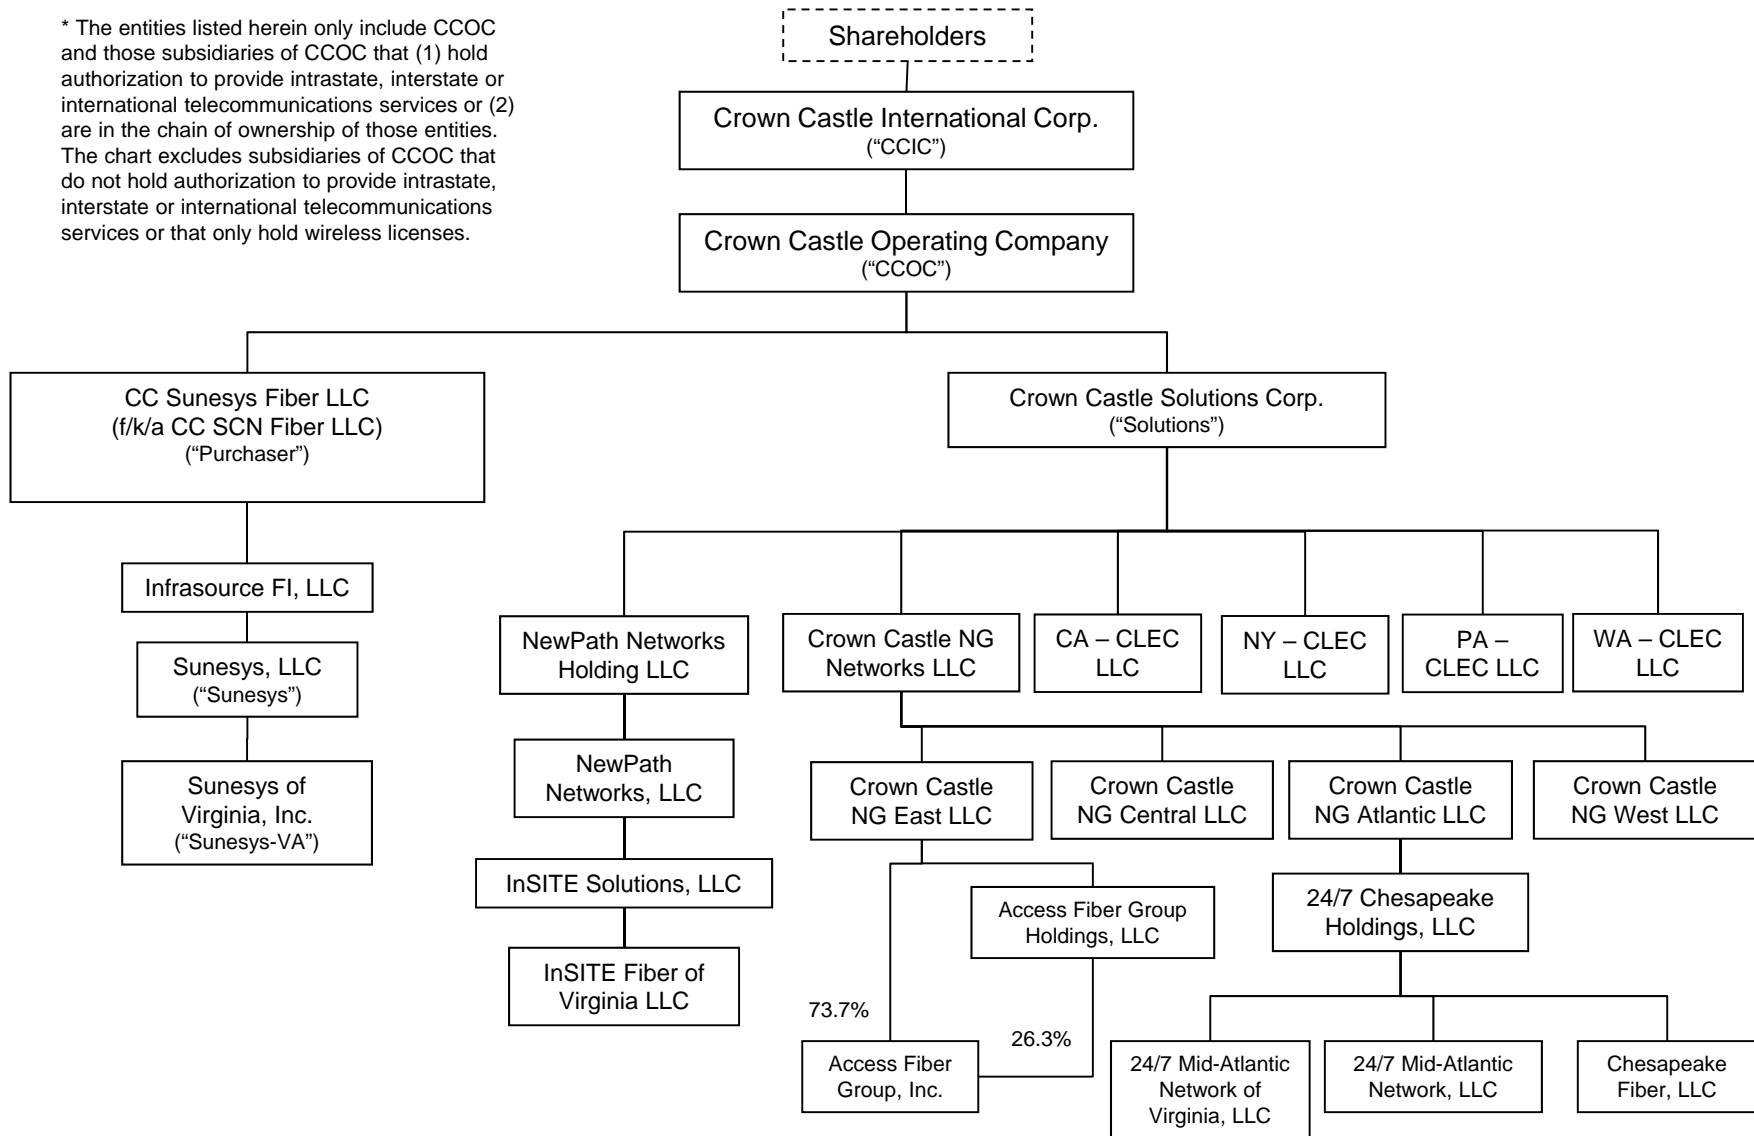 * The entities listed herein only include CCOC
and those subsidiaries of CCOC that (1) hold
authorization to provide intrastate, interstate or
international telecommunications services or (2)
are in the chain of ownership of those entities.
The chart excludes subsidiaries of CCOC that
do not hold authorization to provide intrastate,
interstate or international telecommunications
services or that only hold wireless licenses.
Shareholders
Crown Castle International Corp.
(“CCIC”)
Crown Castle Operating Company
(“CCOC”)
CC Sunesys Fiber LLC
(f/k/a CC SCN Fiber LLC)
(“Purchaser”)
Crown Castle Solutions Corp.
(“Solutions”)
Infrasource FI, LLC
Sunesys, LLC
(“Sunesys”)
Sunesys of
Virginia, Inc.
(“Sunesys-VA”)
NewPath Networks
Holding LLC
Crown Castle NG
Networks LLC
CA – CLEC
LLC
NY – CLEC
LLC
PA –
CLEC LLC
WA – CLEC
LLC
NewPath
Networks, LLC
InSITE Solutions, LLC
InSITE Fiber of
Virginia LLC
Crown Castle
NG East LLC
Crown Castle
NG Central LLC
Crown Castle
NG Atlantic LLC
Crown Castle
NG West LLC
Access Fiber Group
Holdings, LLC
24/7 Chesapeake
Holdings, LLC
73.7%
26.3%
Access Fiber
Group, Inc.
24/7 Mid-Atlantic
Network of
Virginia, LLC
24/7 Mid-Atlantic
Network, LLC
Chesapeake
Fiber, LLC